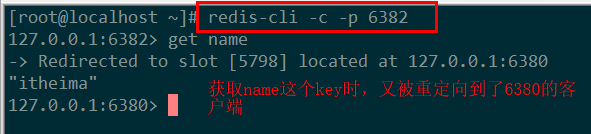 [root@localhost ~]# redis-cli -c -p 6382
127.0.0.1:6382> get name
-> Redirected to slot [5798] located at 127.0.0.1:6380
"itheima"
127.0.0.1:6380>
获取name这个key时，又被重定向到了6380的客
户端